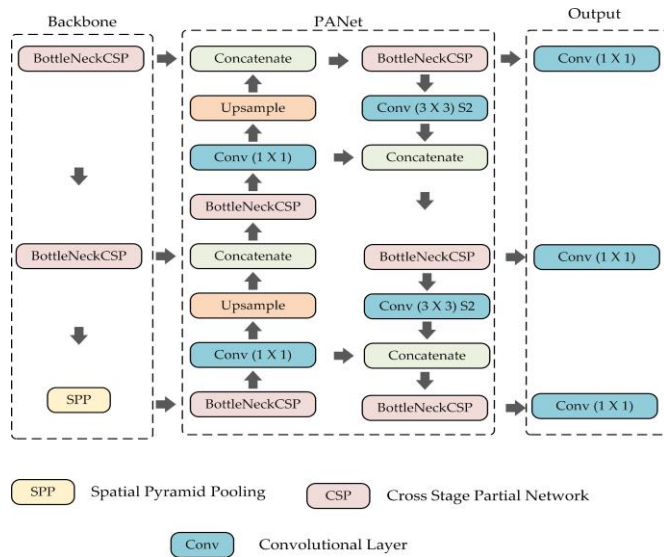 Backbone
PANet
Output
BottleNeckCSP
Concatenate
BottleNeckCSP
Conv (1 X 1)
Upsample
Conv (3 X 3) S2
Conv (1 X 1)
Concatenate
BottleNeckCSP
BottleNeckCSP
Concatenate
BottleNeckCSP
Conv (1 X 1)
Upsample
Conv (3 X 3) S2
Conv (1 X 1)
Concatenate
SPP
BottleNeckCSP
BottleNeckCSP
Conv (1 X 1)
SPP Spatial Pyramid Pooling
CSP Cross Stage Partial Network
Conv Convolutional Layer